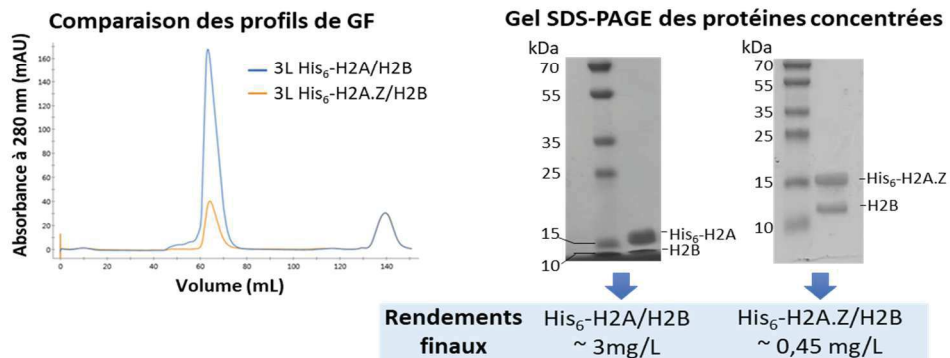 Comparaison des profils de GF
Absorbance à 280 nm (mAU)
160
140
120
100
80
60
40
20
0
0
20
40
60
80
100
120
140
Volume (mL)
3L His₆-H2A/H2B
3L His₆-H2A.Z/H2B
Gel SDS-PAGE des protéines concentrées
kDa
70
55
35
25
15
10
His₆-H2A
H2B
kDa
70
55
35
25
15
10
His₆-H2A.Z
H2B
Rendements finaux
His₆-H2A/H2B
~ 3mg/L
His₆-H2A.Z/H2B
~ 0,45 mg/L